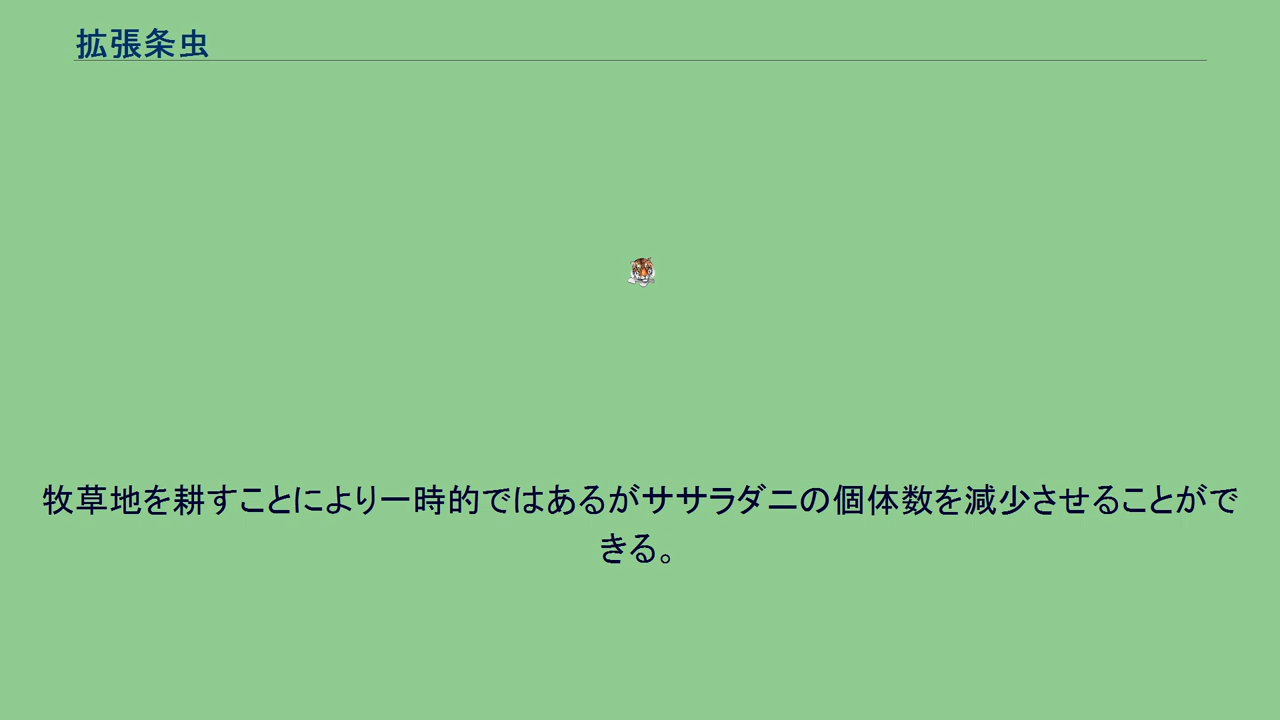 拡張条虫
牧草地を耕すことにより一時的ではあるがササラダニの個体数を減少させることがで
きる。